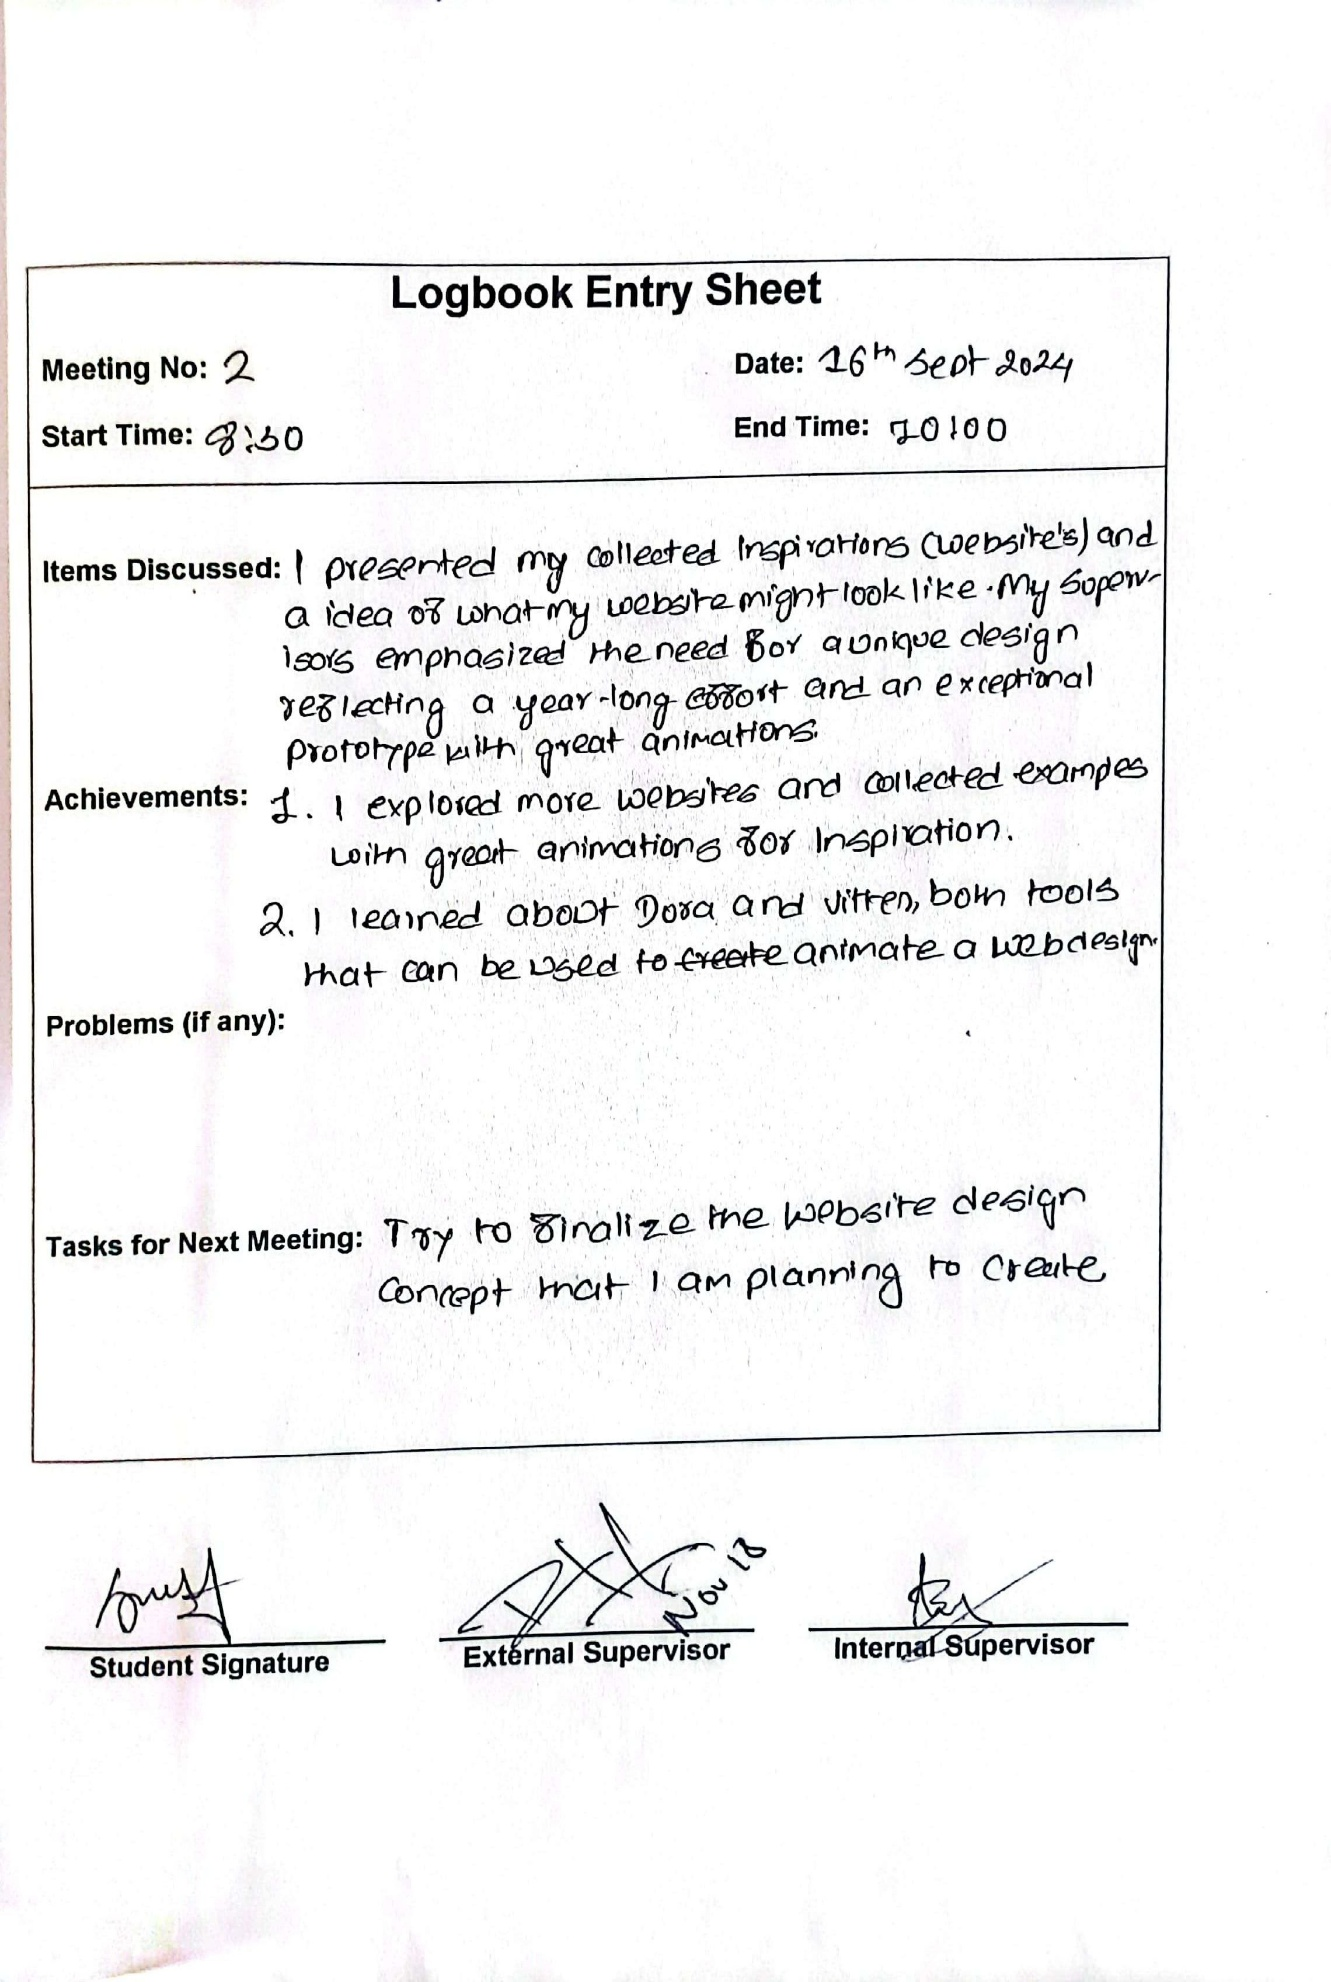 Logbook Entry Sheet
Meeting No: 2
Date: 16th Sept 2024
Start Time: 8:30
End Time: 10:00
Items Discussed: I presented my collected Inspirations (website's) and
a idea of what my website might look like. My Superv-
isors emphasized the need for a unique design
reflecting a year-long effort and an exceptional
prototype with great animations.
Achievements: 1. I explored more websites and collected examples
with great animations for Inspiration.
2. I learned about Dora and vitten, both tools
that can be used to create animate a web design.
Problems (if any):
Tasks for Next Meeting: Try to finalize the website design
concept that I am planning to create
Nov 18
Student Signature
External Supervisor
Internal Supervisor